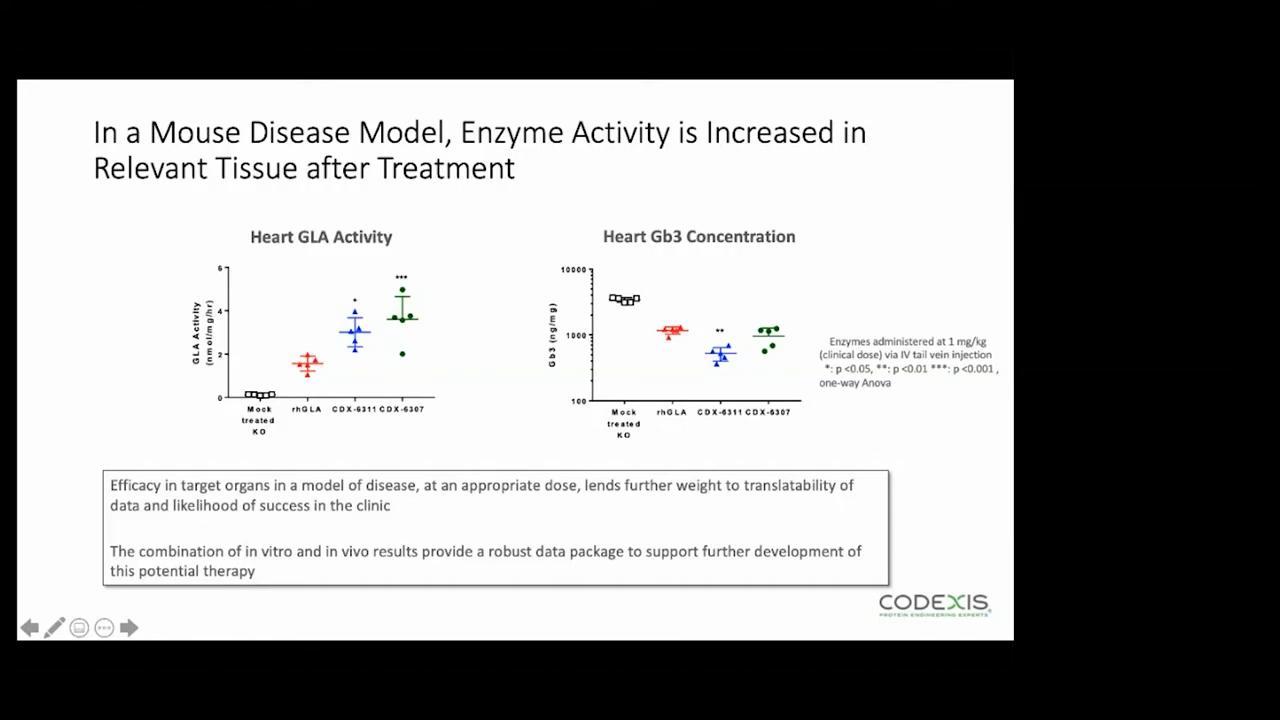 In a Mouse Disease Model, Enzyme Activity is Increased in
Relevant Tissue after Treatment
Heart GLA Activity
6
4
2
0
GLA Activity
(nmol/mg/hr)
*
***
Mock
treated
KO
rhGLA
CDX-6311
CDX-6307
Heart Gb3 Concentration
10000
1000
100
Gb3 (ng/mg)
**
Mock
treated
KO
rhGLA
CDX-6311
CDX-6307
Enzymes administered at 1 mg/kg
(clinical dose) via IV tail vein injection
*: p <0.05, **: p <0.01 ***: p <0.001 ,
one-way Anova
Efficacy in target organs in a model of disease, at an appropriate dose, lends further weight to translatability of
data and likelihood of success in the clinic
The combination of in vitro and in vivo results provide a robust data package to support further development of
this potential therapy
CODEXIS®
PROTEIN ENGINEERING EXPERTS